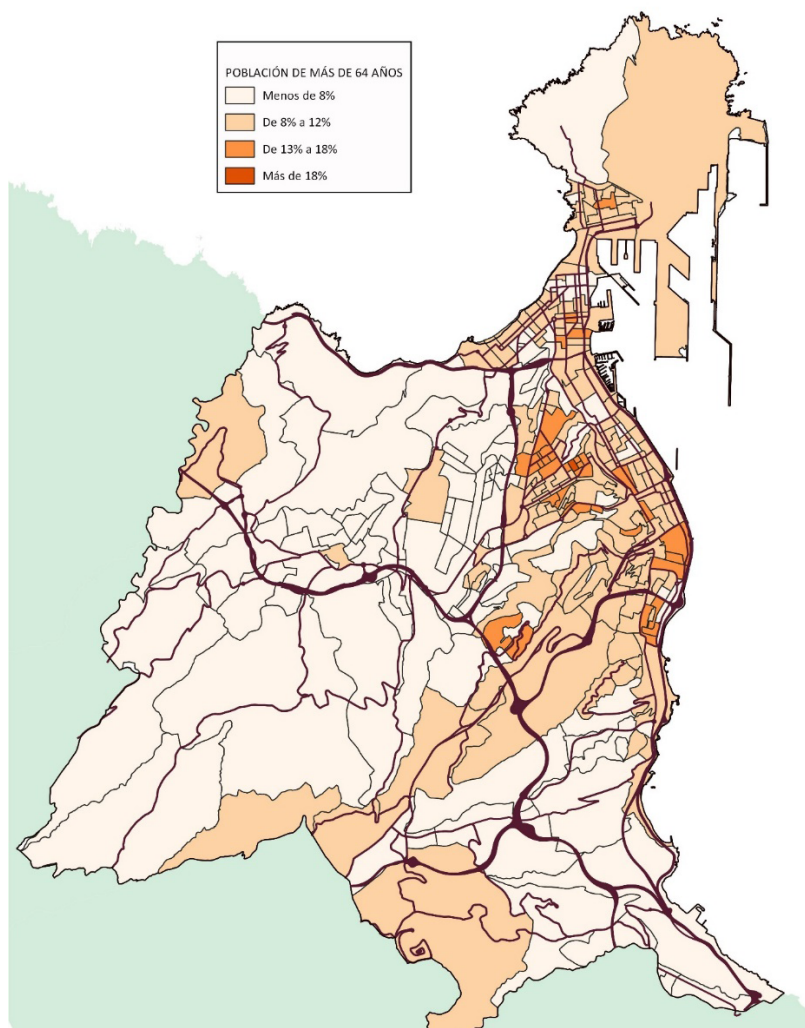 POBLACIÓN DE MÁS DE 64 AÑOS
Menos de 8%
De 8% a 12%
De 13% a 18%
Más de 18%